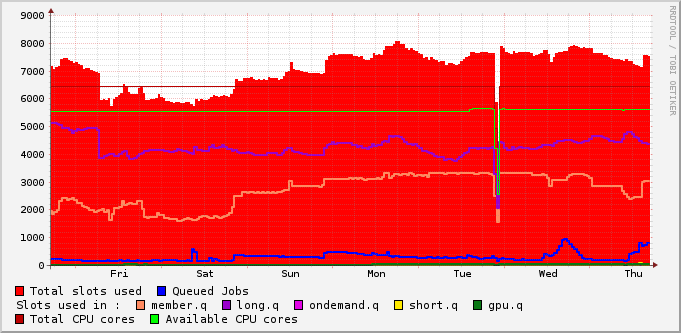 9000
8000
7000
6000
5000
4000
3000
2000
1000
0
Fri Sat Sun Mon Tue Wed Thu
RRDTOOL / TOBI OETIKER
Total slots used Queued Jobs
Slots used in : member.q long.q ondemand.q short.q gpu.q
Total CPU cores Available CPU cores